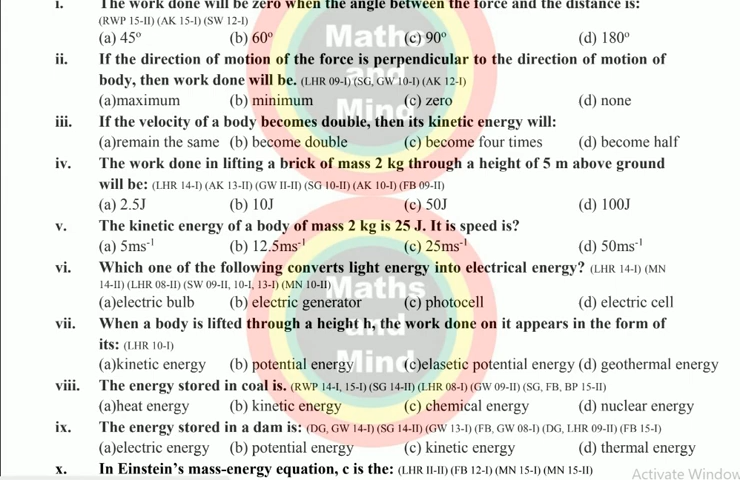 i. The work done will be zero when the angle between the force and the distance is:
(RWP 15-II) (AK 15-I) (SW 12-I)
(a) 45º (b) 60º (c) 90º (d) 180º
ii. If the direction of motion of the force is perpendicular to the direction of motion of
body, then work done will be. (LHR 09-I) (SG, GW 10-I) (AK 12-I)
(a)maximum (b) minimum (c) zero (d) none
iii. If the velocity of a body becomes double, then its kinetic energy will:
(a)remain the same (b) become double (c) become four times (d) become half
iv. The work done in lifting a brick of mass 2 kg through a height of 5 m above ground
will be: (LHR 14-I) (AK 13-II) (GW II-II) (SG 10-II) (AK 10-I) (FB 09-II)
(a) 2.5J (b) 10J (c) 50J (d) 100J
v. The kinetic energy of a body of mass 2 kg is 25 J. It is speed is?
(a) 5ms⁻¹ (b) 12.5ms⁻¹ (c) 25ms⁻¹ (d) 50ms⁻¹
vi. Which one of the following converts light energy into electrical energy? (LHR 14-I) (MN
14-II) (LHR 08-II) (SW 09-II, 10-I, 13-I) (MN 10-II)
(a)electric bulb (b) electric generator (c) photocell (d) electric cell
vii. When a body is lifted through a height h, the work done on it appears in the form of
its: (LHR 10-I)
(a)kinetic energy (b) potential energy (c)elasetic potential energy (d) geothermal energy
viii. The energy stored in coal is. (RWP 14-I, 15-I) (SG 14-II) (LHR 08-I) (GW 09-II) (SG, FB, BP 15-II)
(a)heat energy (b) kinetic energy (c) chemical energy (d) nuclear energy
ix. The energy stored in a dam is: (DG, GW 14-I) (SG 14-II) (GW 13-I) (FB, GW 08-I) (DG, LHR 09-II) (FB 15-I)
(a)electric energy (b) potential energy (c) kinetic energy (d) thermal energy
x. In Einstein's mass-energy equation, c is the: (LHR II-II) (FB 12-I) (MN 15-I) (MN 15-II)
Maths
and
Mind
Maths
and
Mind
Activate Window